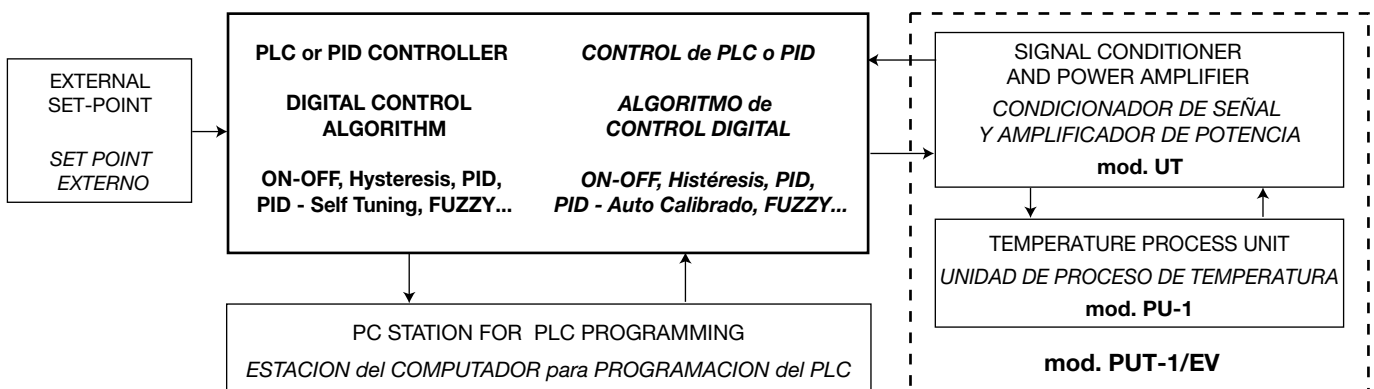 EXTERNAL
SET-POINT
SET POINT
EXTERNO
PLC or PID CONTROLLER
DIGITAL CONTROL
ALGORITHM
ON-OFF, Hysteresis, PID,
PID - Self Tuning, FUZZY...
CONTROL de PLC o PID
ALGORITMO de
CONTROL DIGITAL
ON-OFF, Histéresis, PID,
PID - Auto Calibrado, FUZZY...
SIGNAL CONDITIONER
AND POWER AMPLIFIER
CONDICIONADOR DE SEÑAL
Y AMPLIFICADOR DE POTENCIA
mod. UT
TEMPERATURE PROCESS UNIT
UNIDAD DE PROCESO DE TEMPERATURA
mod. PU-1
mod. PUT-1/EV
PC STATION FOR PLC PROGRAMMING
ESTACION del COMPUTADOR para PROGRAMACION del PLC